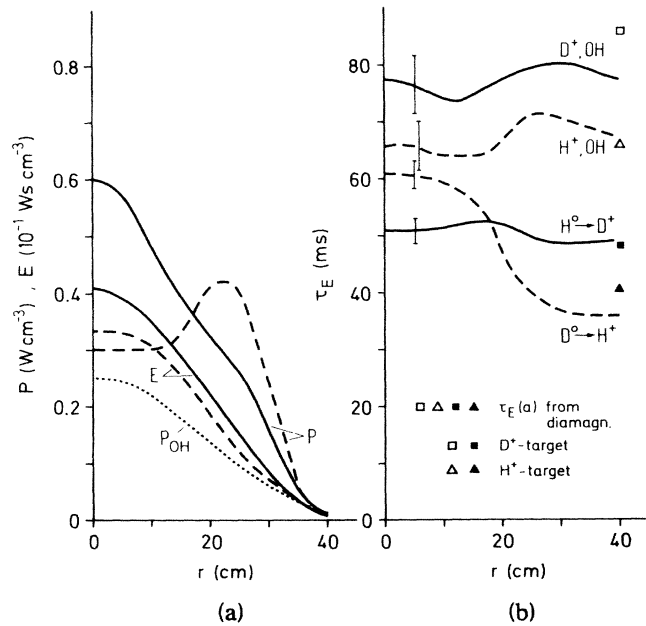 0.8
0.6
0.4
0.2
0
P (W cm⁻³) , E (10⁻¹ Ws cm⁻³)
E
P
P_OH
0 20 40
r (cm)
(a)
80
60
40
20
0
τ_E (ms)
D⁺, OH
H⁺, OH
H⁰→D⁺
D⁰→H⁺
□ △ ■ ▲ τ_E(a) from
diamagn.
□ ■ D⁺-target
△ ▲ H⁺-target
0 20 40
r (cm)
(b)